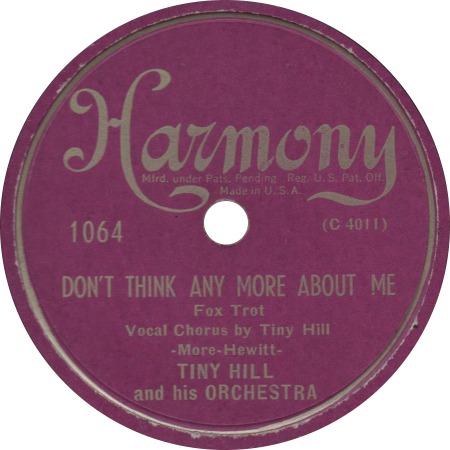 Harmony
Mfrd. under Pats. Pending Reg. U.S. Pat. Off.
Made in U.S.A.
1064 (C 4011)
DON'T THINK ANY MORE ABOUT ME
Fox Trot
Vocal Chorus by Tiny Hill
-More-Hewitt-
TINY HILL
and his ORCHESTRA